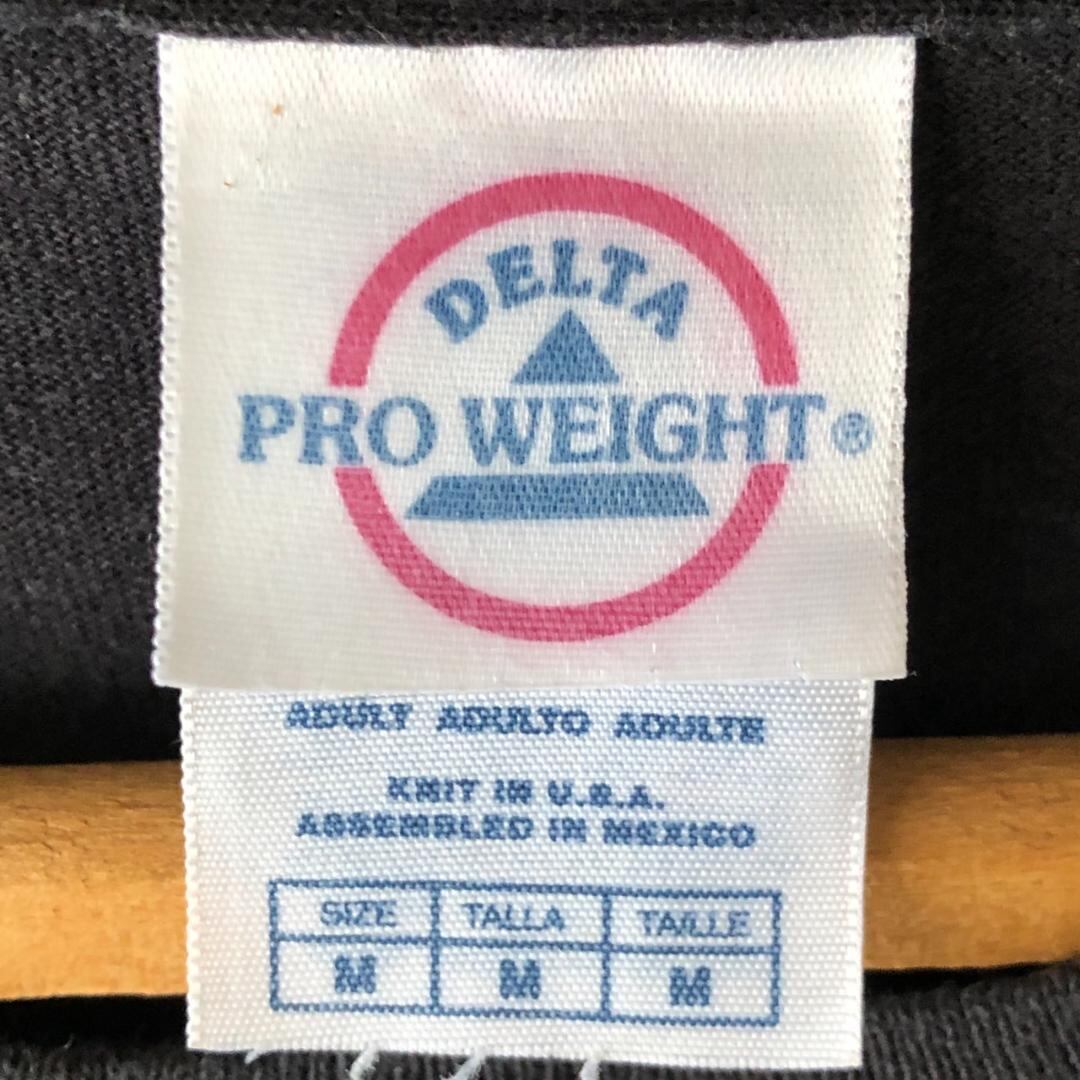 DELTA
PRO WEIGHT®
ADULT ADULTO ADULTE
KNIT IN U.S.A.
ASSEMBLED IN MEXICO
SIZE TALLA TAILLE
M M M